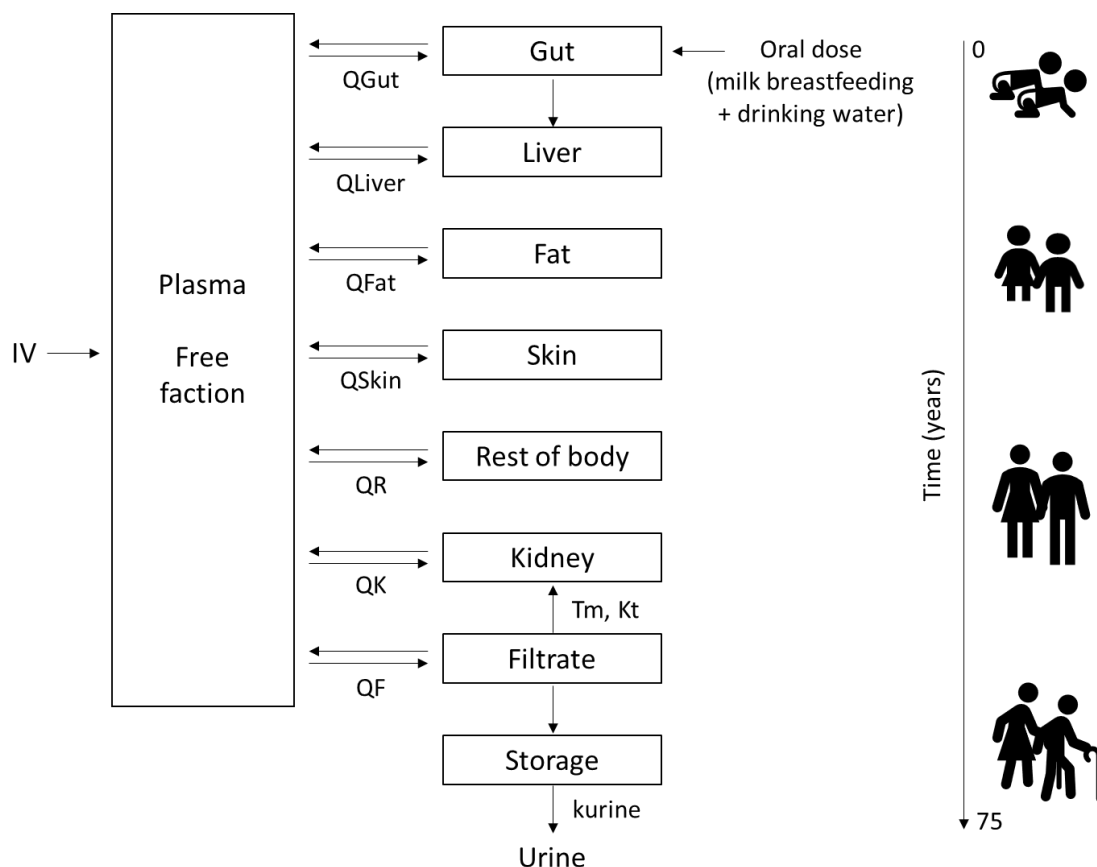 Gut
Oral dose
(milk breastfeeding
+ drinking water)
0
QGut
Liver
QLiver
Fat
QFat
Plasma
Free
faction
IV
Skin
QSkin
Time (years)
Rest of body
QR
Kidney
QK
Tm, Kt
Filtrate
QF
Storage
kurine
75
Urine